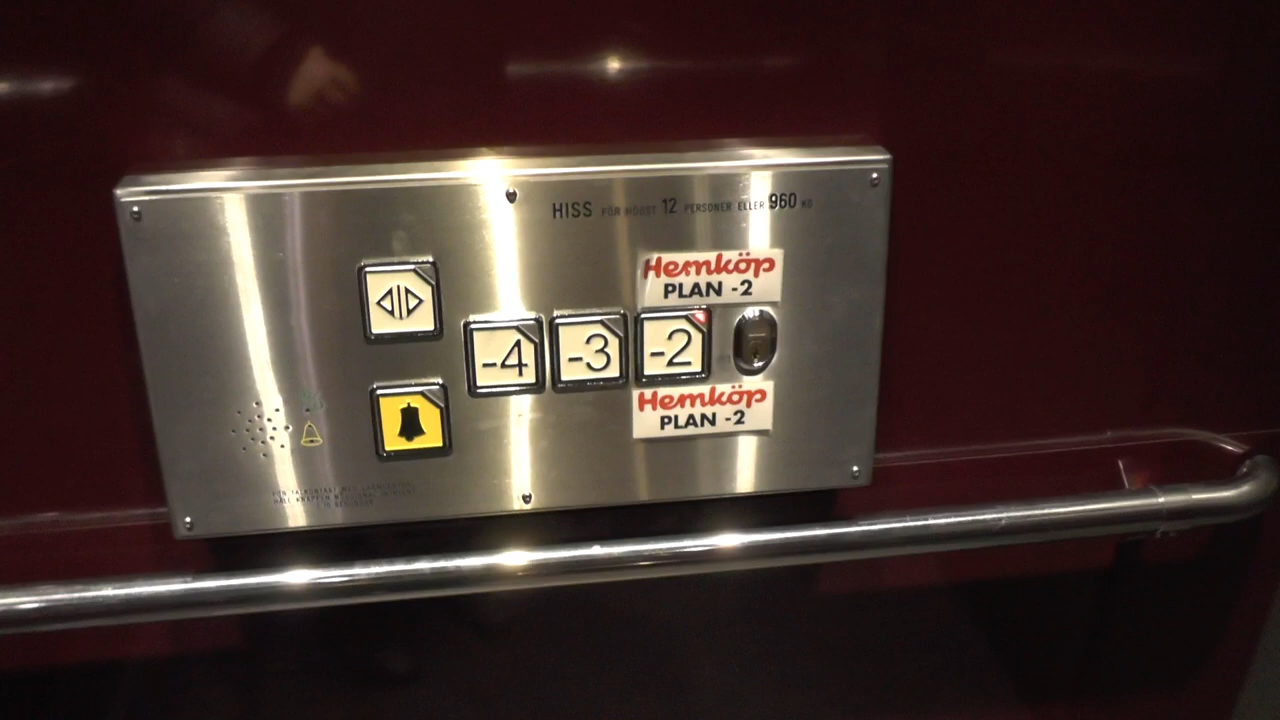 HISS FÖR HÖGST 12 PERSONER ELLER 960 KG
Hemköp
PLAN -2
-4 -3 -2
Hemköp
PLAN -2